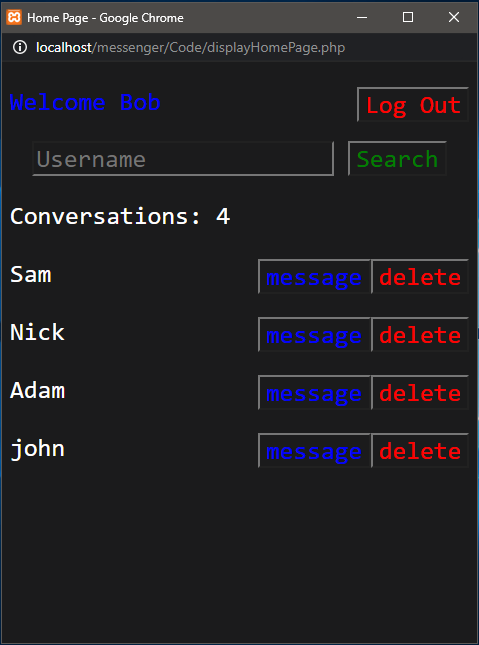 Home Page - Google Chrome
localhost/messenger/Code/displayHomePage.php
Welcome Bob Log Out
Username Search
Conversations: 4
Sam message delete
Nick message delete
Adam message delete
john message delete